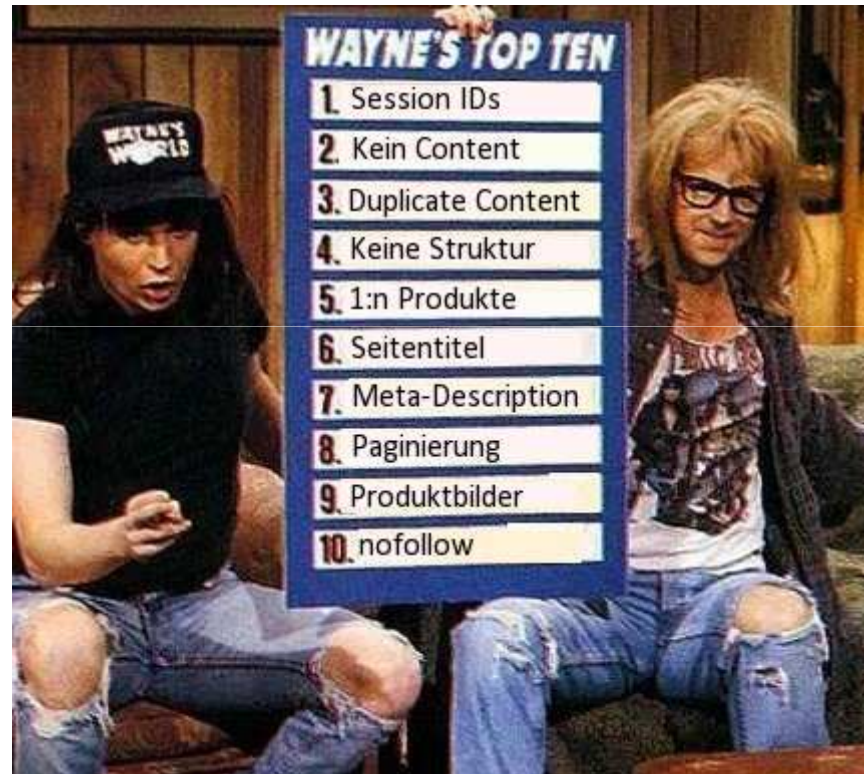 WAYNE'S TOP TEN
1. Session IDs
2. Kein Content
3. Duplicate Content
4. Keine Struktur
5. 1:n Produkte
6. Seitentitel
7. Meta-Description
8. Paginierung
9. Produktbilder
10. nofollow
WAYNE'S
WORLD